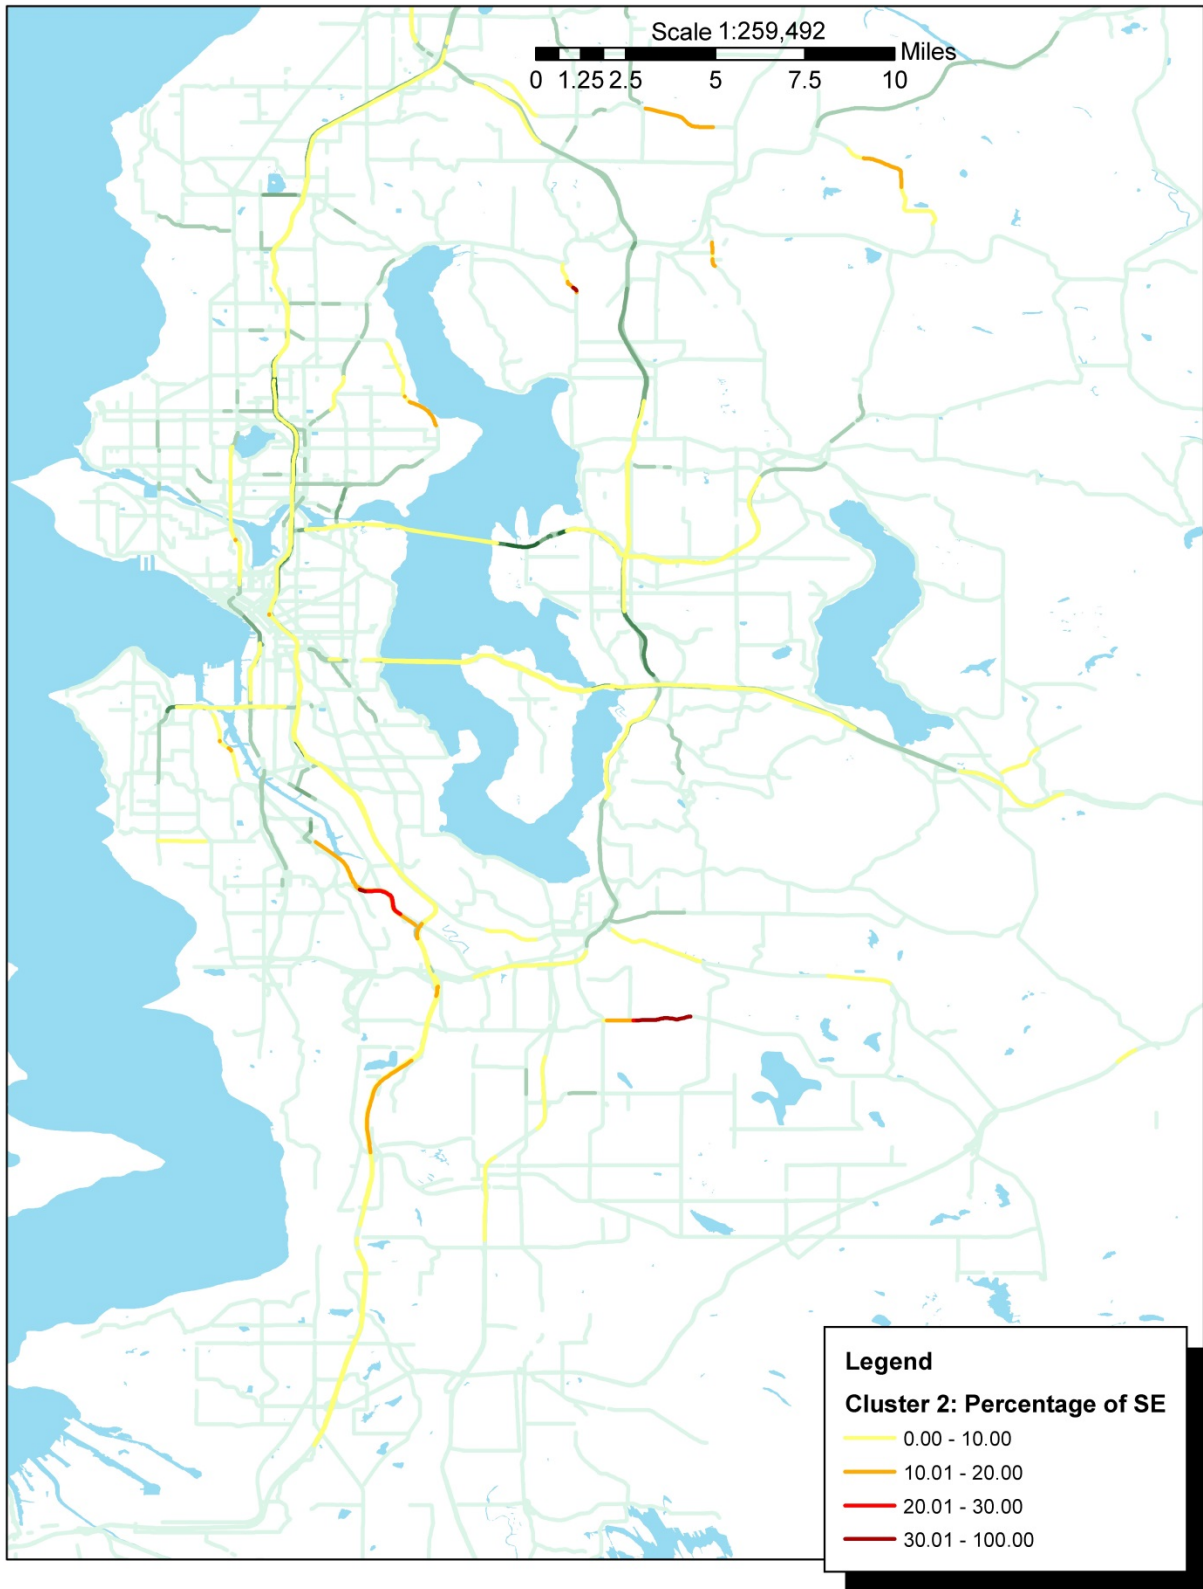 Scale 1:259,492
Miles
0 1.25 2.5 5 7.5 10
Legend
Cluster 2: Percentage of SE
0.00 - 10.00
10.01 - 20.00
20.01 - 30.00
30.01 - 100.00